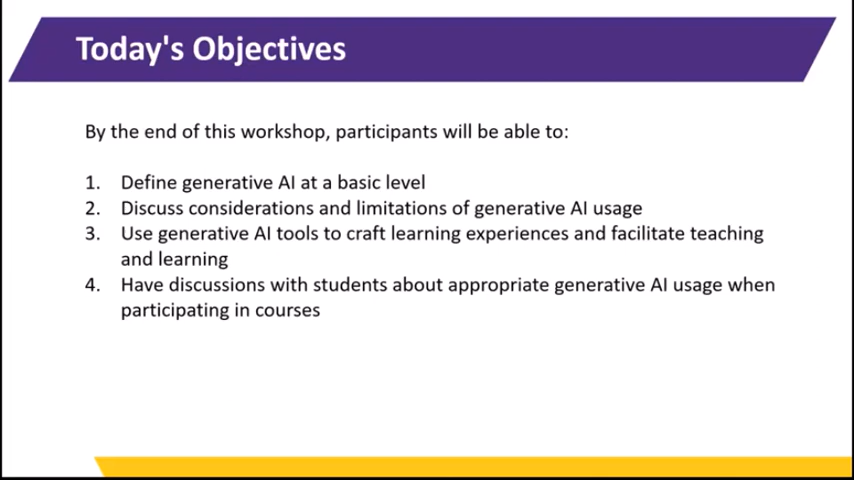 Today's Objectives
By the end of this workshop, participants will be able to:
1. Define generative AI at a basic level
2. Discuss considerations and limitations of generative AI usage
3. Use generative AI tools to craft learning experiences and facilitate teaching
and learning
4. Have discussions with students about appropriate generative AI usage when
participating in courses